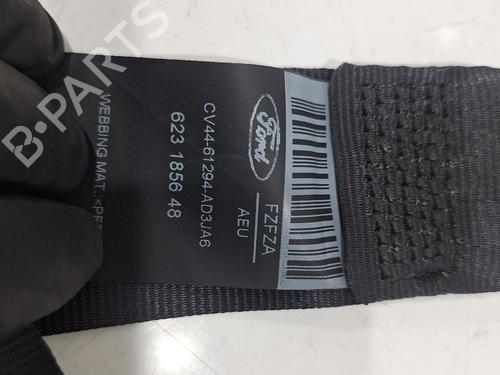 Ford
FZFZA
AEU
CV44-61294-AD3JA6
623 1856 48
WEBBING MAT.
B-PARTS